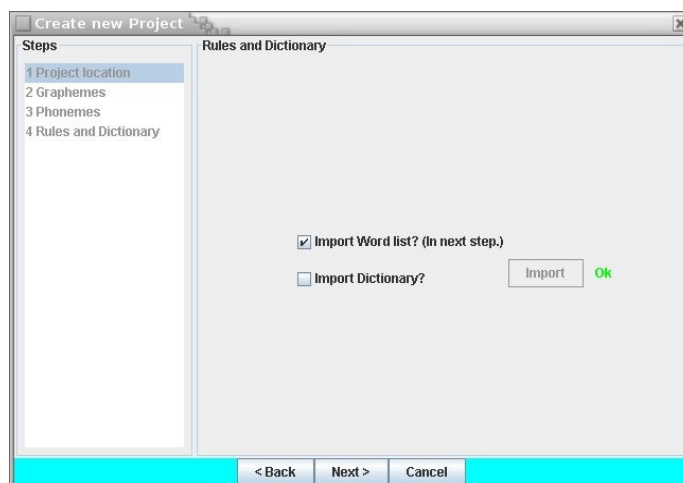 Create new Project
Steps
1 Project location
2 Graphemes
3 Phonemes
4 Rules and Dictionary
Rules and Dictionary
Import Word list? (In next step.)
Import Dictionary?
Import
Ok
< Back
Next >
Cancel